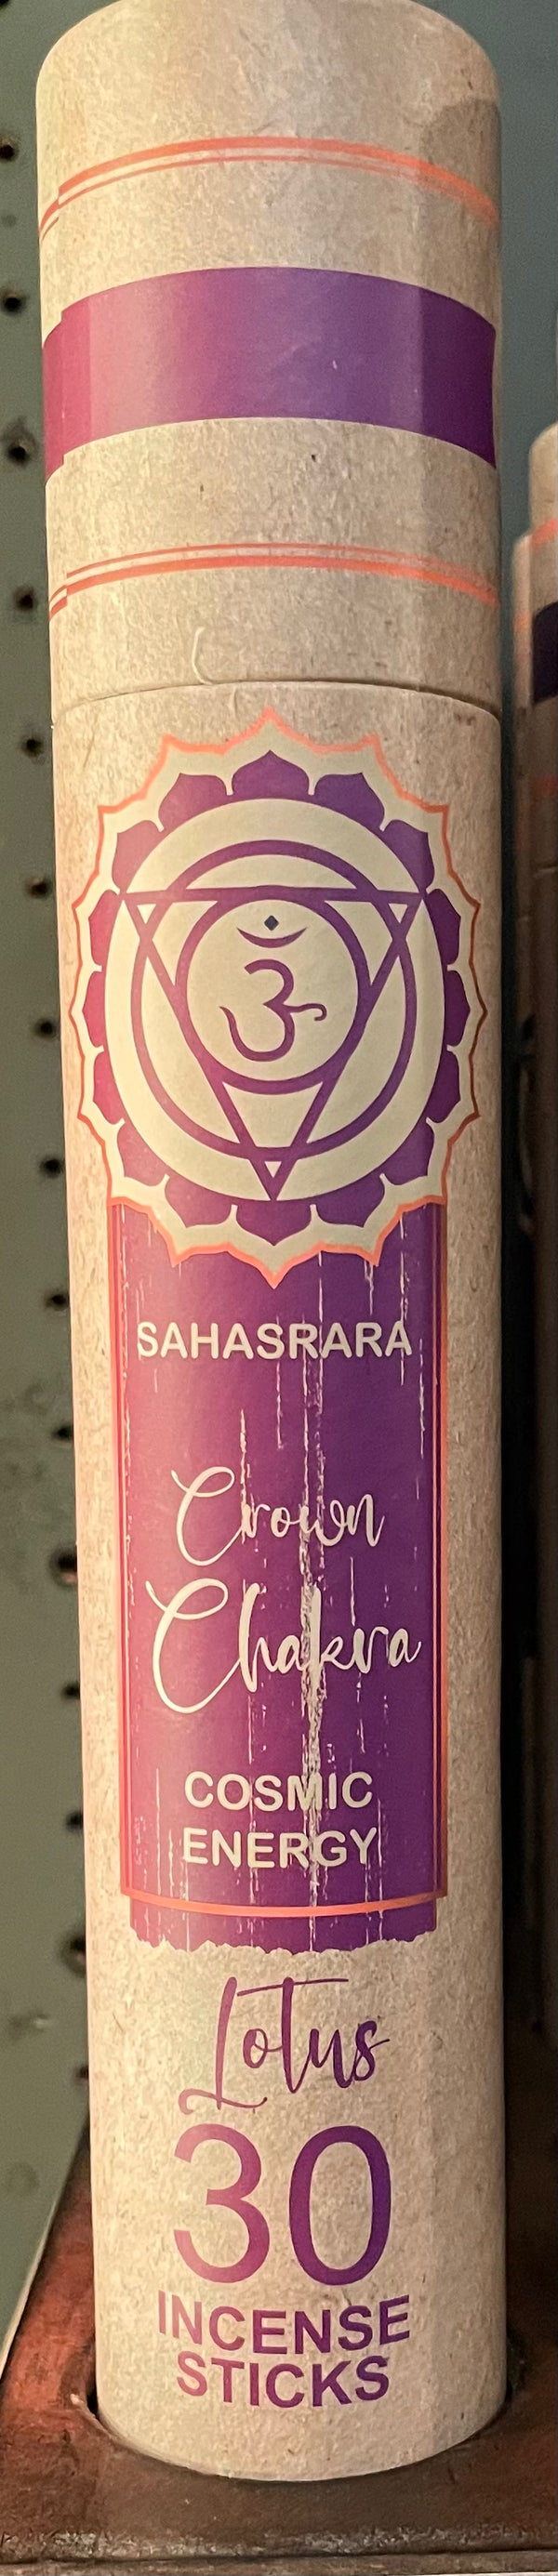 ॐ
SAHASRARA
Crown
Chakra
COSMIC
ENERGY
Lotus
30
INCENSE
STICKS